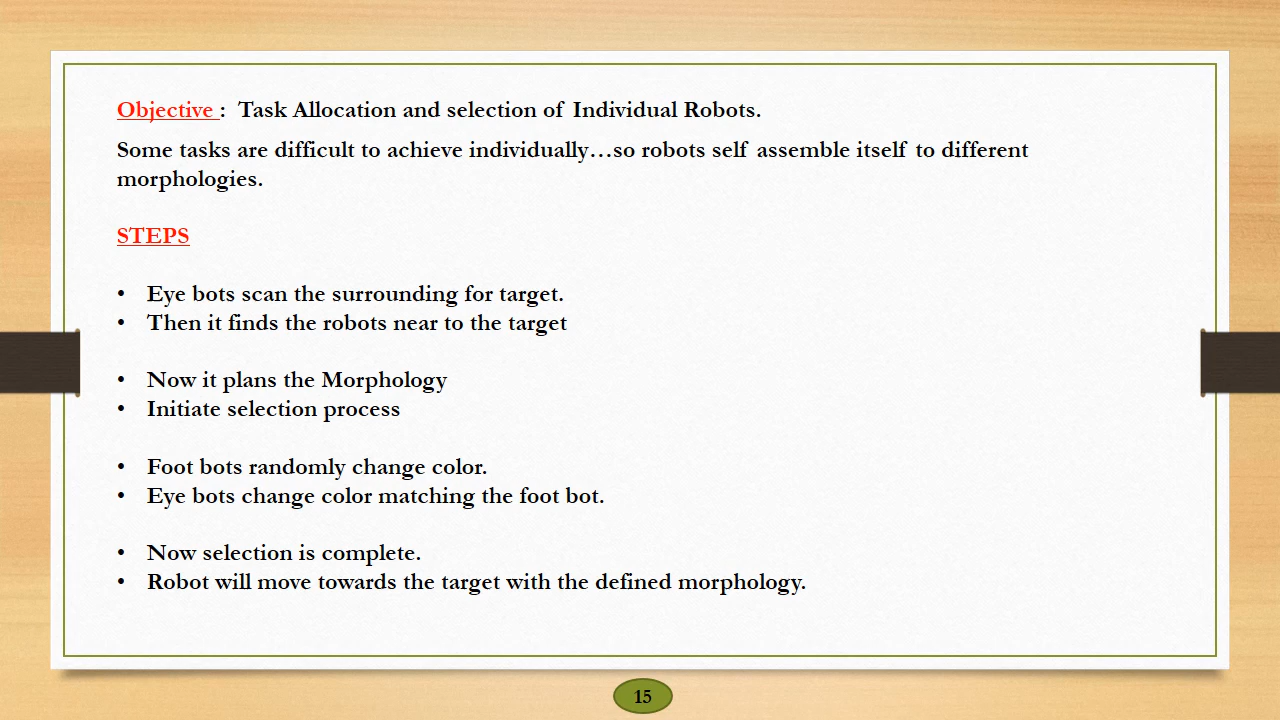 Objective : Task Allocation and selection of Individual Robots.
Some tasks are difficult to achieve individually…so robots self assemble itself to different
morphologies.
STEPS
• Eye bots scan the surrounding for target.
• Then it finds the robots near to the target
• Now it plans the Morphology
• Initiate selection process
• Foot bots randomly change color.
• Eye bots change color matching the foot bot.
• Now selection is complete.
• Robot will move towards the target with the defined morphology.
15